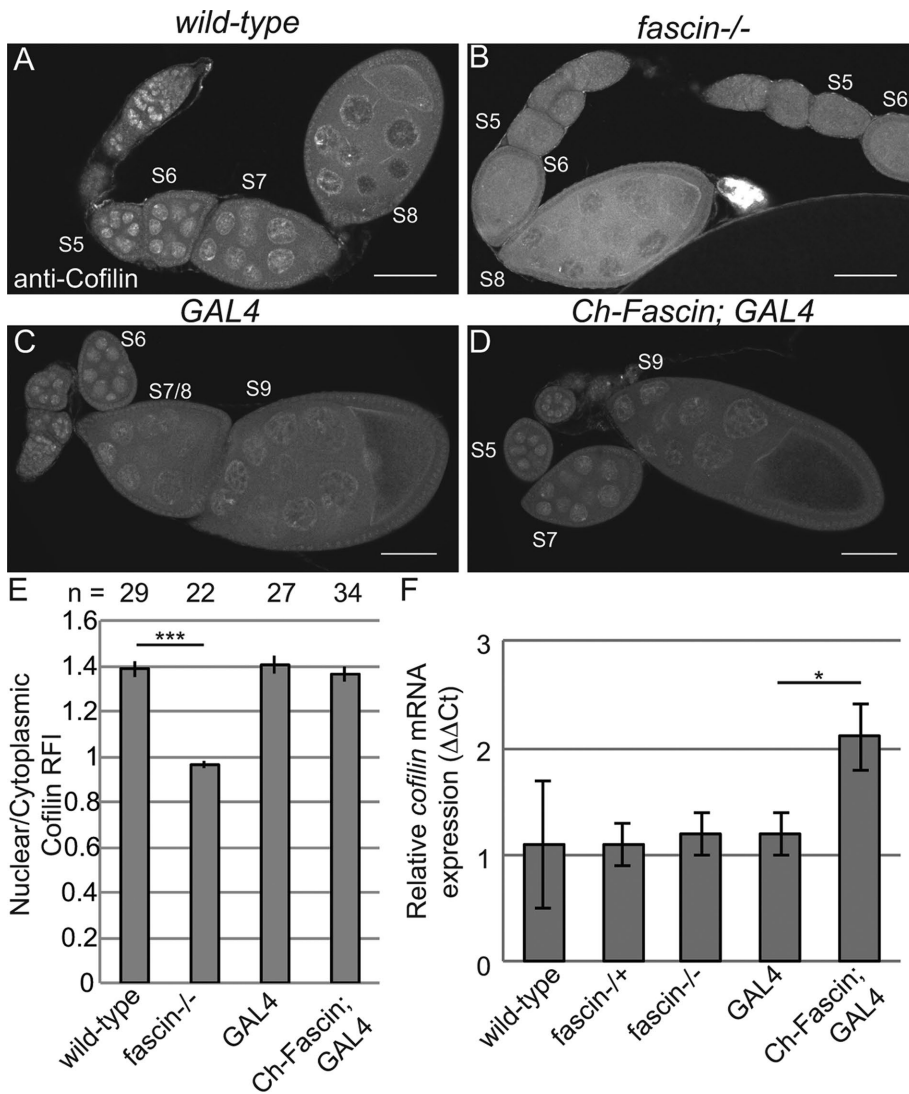 wild-type
fascin-/-
A
S6
S7
S5
S8
anti-Cofilin
B
S5
S6
S5
S6
S8
GAL4
Ch-Fascin; GAL4
C
S6
S7/8
S9
D
S9
S5
S7
E
n = 29 22 27 34
1.6
1.4
1.2
1
0.8
0.6
0.4
0.2
0
***
Nuclear/Cytoplasmic
Cofilin RFI
wild-type
fascin-/-
GAL4
Ch-Fascin;
GAL4
F
3
2
1
0
*
Relative cofilin mRNA
expression (ΔΔCt)
wild-type
fascin-/+
fascin-/-
GAL4
Ch-Fascin;
GAL4